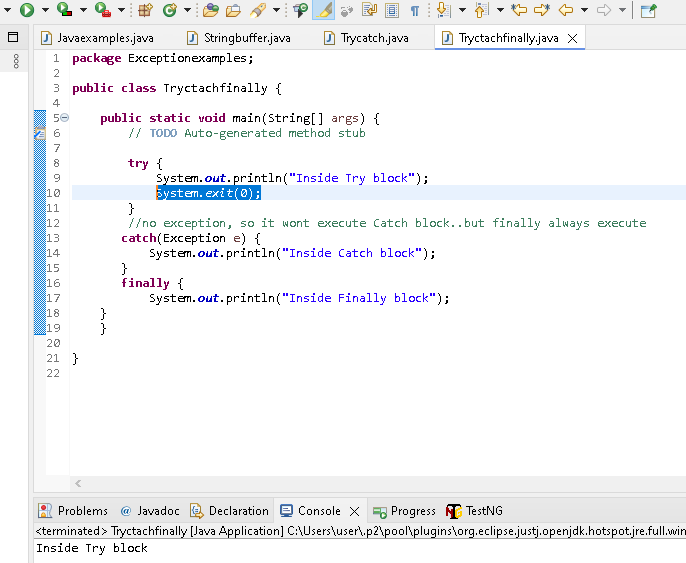 Javaexamples.java Stringbuffer.java Trycatch.java Tryctachfinally.java
1 package Exceptionexamples;
2
3 public class Tryctachfinally {
4
5 public static void main(String[] args) {
6 // TODO Auto-generated method stub
7
8 try {
9 System.out.println("Inside Try block");
10 System.exit(0);
11 }
12 //no exception, so it wont execute Catch block..but finally always execute
13 catch(Exception e) {
14 System.out.println("Inside Catch block");
15 }
16 finally {
17 System.out.println("Inside Finally block");
18 }
19 }
20
21 }
22
Problems @ Javadoc Declaration Console Progress TestNG
<terminated> Tryctachfinally [Java Application] C:\Users\user\.p2\pool\plugins\org.eclipse.justj.openjdk.hotspot.jre.full.win
Inside Try block